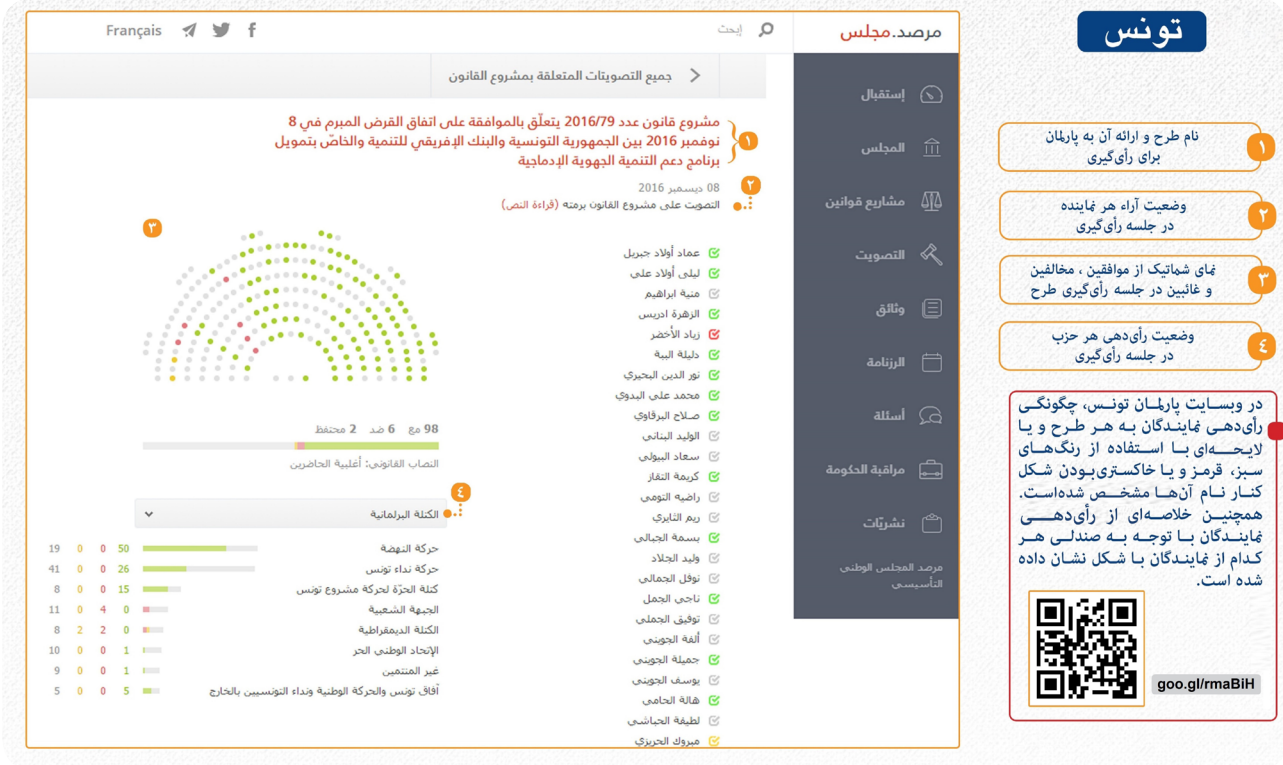 تونس
۱
نام طرح و ارائه آن به پارلمان
برای رأی‌گیری
۲
وضعیت آراء هر نماینده
در جلسه رأی‌گیری
۳
نمای شماتیک از موافقین ، مخالفین
و غائبین در جلسه رأی‌گیری طرح
٤
وضعیت رأی‌دهی هر حزب
در جلسه رأی‌گیری
در وبسایت پارلمان تونس، چگونگی
رأی‌دهی نمایندگان به هر طرح و یا
لایحه‌ای با استفاده از رنگ‌های
سبز، قرمز و یا خاکستری‌بودن شکل
کنار نام آن‌ها مشخص شده‌است.
همچنین خلاصه‌ای از رأی‌دهی
نمایندگان با توجه به صندلی هر
کدام از نمایندگان با شکل نشان داده
شده است.
goo.gl/rmaBiH
مرصد.مجلس
إبحث
Français
إستقبال
المجلس
مشاريع قوانين
التصويت
وثائق
الرزنامة
أسئلة
مراقبة الحكومة
نشريّات
مرصد المجلس الوطني
التأسيسي
جميع التصويتات المتعلقة بمشروع القانون
مشروع قانون عدد 2016/79 يتعلّق بالموافقة على اتفاق القرض المبرم في 8
نوفمبر 2016 بين الجمهورية التونسية والبنك الإفريقي للتنمية والخاصّ بتمويل
برنامج دعم التنمية الجهوية الإدماجية
۱
08 ديسمبر 2016
۲
التصويت على مشروع القانون برمته (قراءة النص)
۳
عماد أولاد جبريل
ليلى أولاد علي
منية ابراهيم
الزهرة ادريس
زياد الأخضر
دليلة الببة
نور الدين البحيري
محمد علي البدوي
صلاح البرقاوي
الوليد البناني
سعاد البيولي
كريمة التقاز
راضيه التومي
ريم الثايري
بسمة الجبالي
وليد الجلاد
نوفل الجمالي
ناجي الجمل
توفيق الجملي
ألفة الجويني
جميلة الجويني
يوسف الجويني
هالة الحامي
لطيفة الحباشي
مبروك الحريزي
98 مع 6 ضد 2 محتفظ
النصاب القانوني: أغلبية الحاضرين
٤
الكتلة البرلمانية
حركة النهضة 50 0 0 19
حركة نداء تونس 26 0 0 41
كتلة الحرّة لحركة مشروع تونس 15 0 0 8
الجبهة الشعبية 0 4 0 11
الكتلة الديمقراطية 0 2 2 8
الإتحاد الوطني الحر 1 0 0 10
غير المنتمين 1 0 0 9
آفاق تونس والحركة الوطنية ونداء التونسيين بالخارج 5 0 0 5